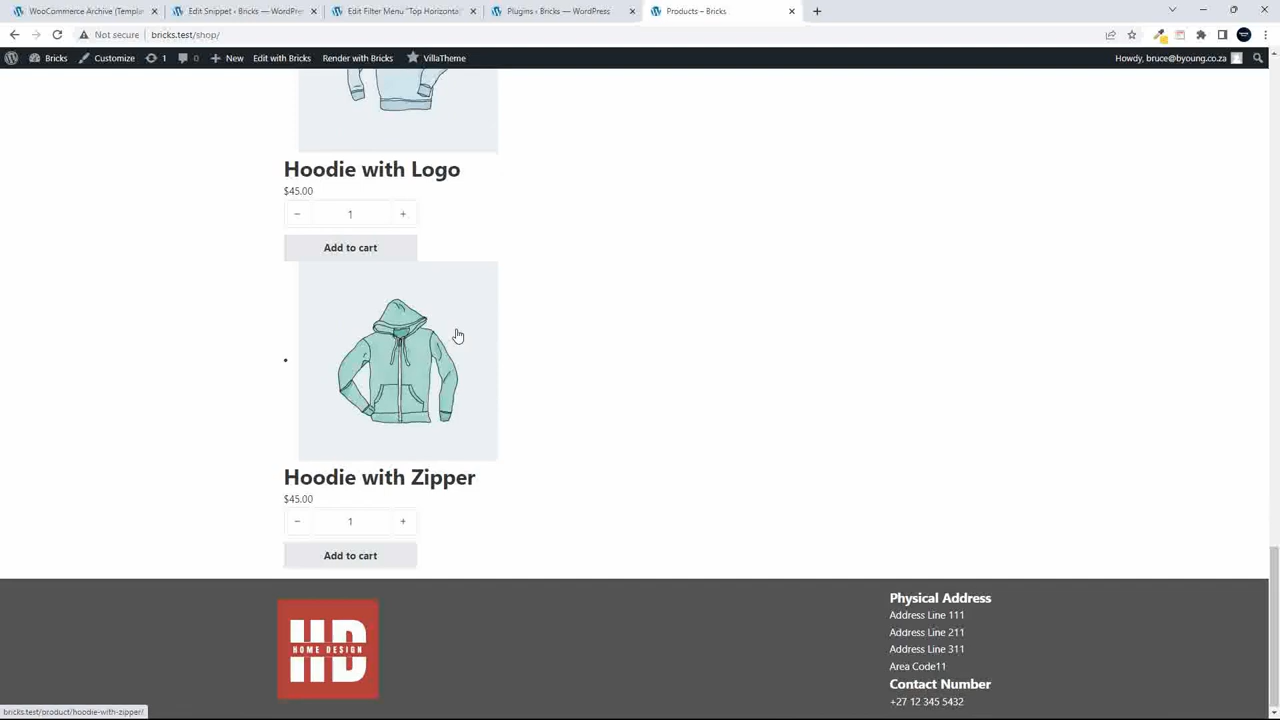 WooCommerce Archive (Templa
Edit Snippet ‹ Bricks — WordPre
Edit Filter Menu "Top Horizonta
Plugins ‹ Bricks — WordPress
Products – Bricks
Not secure
bricks.test/shop/
Bricks
Customize
1
0
New
Edit with Bricks
Render with Bricks
VillaTheme
Howdy, bruce@byoung.co.za
Hoodie with Logo
$45.00
− 1 +
Add to cart
Hoodie with Zipper
$45.00
− 1 +
Add to cart
HD
HOME DESIGN
Physical Address
Address Line 111
Address Line 211
Address Line 311
Area Code11
Contact Number
+27 12 345 5432
bricks.test/product/hoodie-with-zipper/